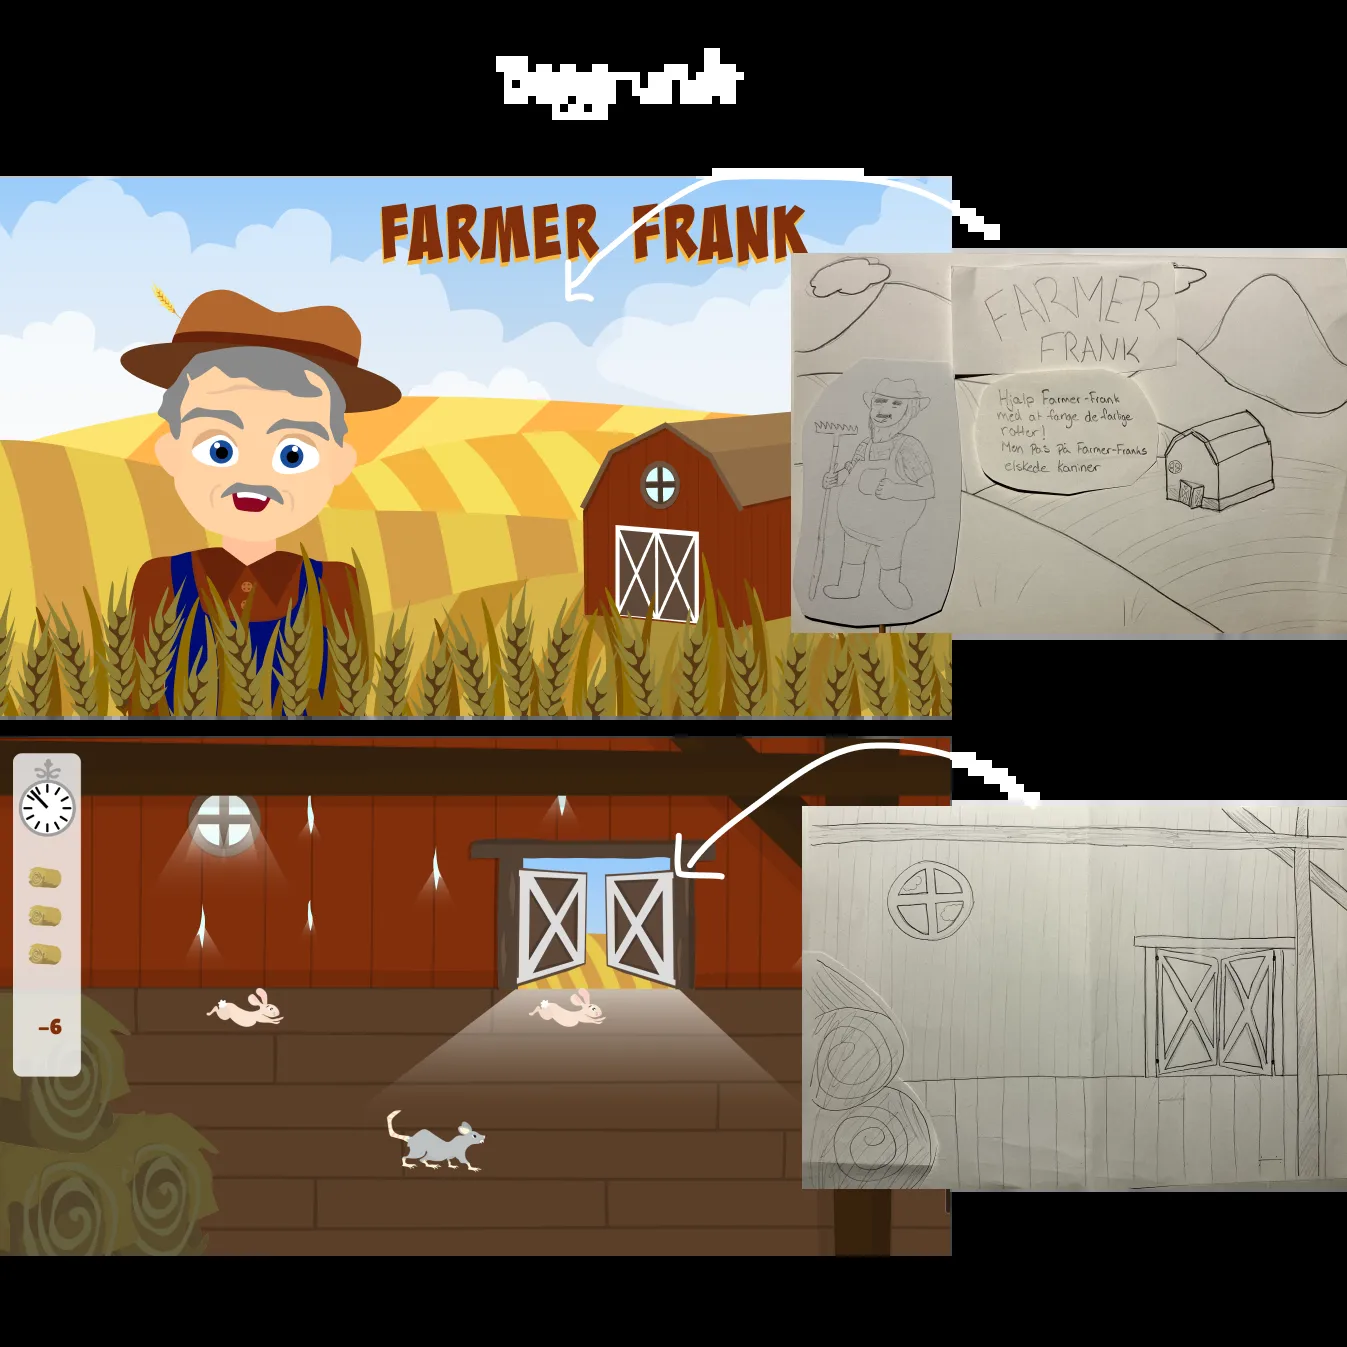 Baggrunde
FARMER FRANK
FARMER
FRANK
Hjælp Farmer-Frank
med at fange de farlige
rotter!
Men pas på Farmer-Franks
elskede kaniner
-6